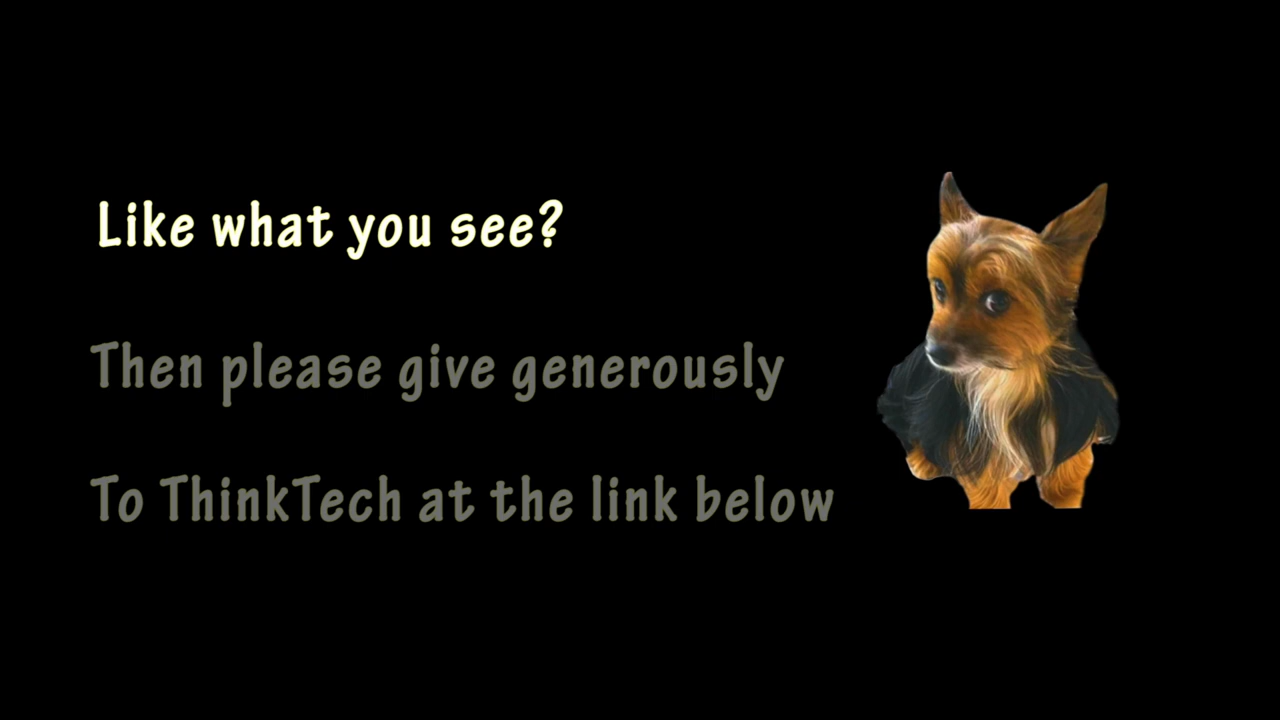 Like what you see?
Then please give generously
To ThinkTech at the link below